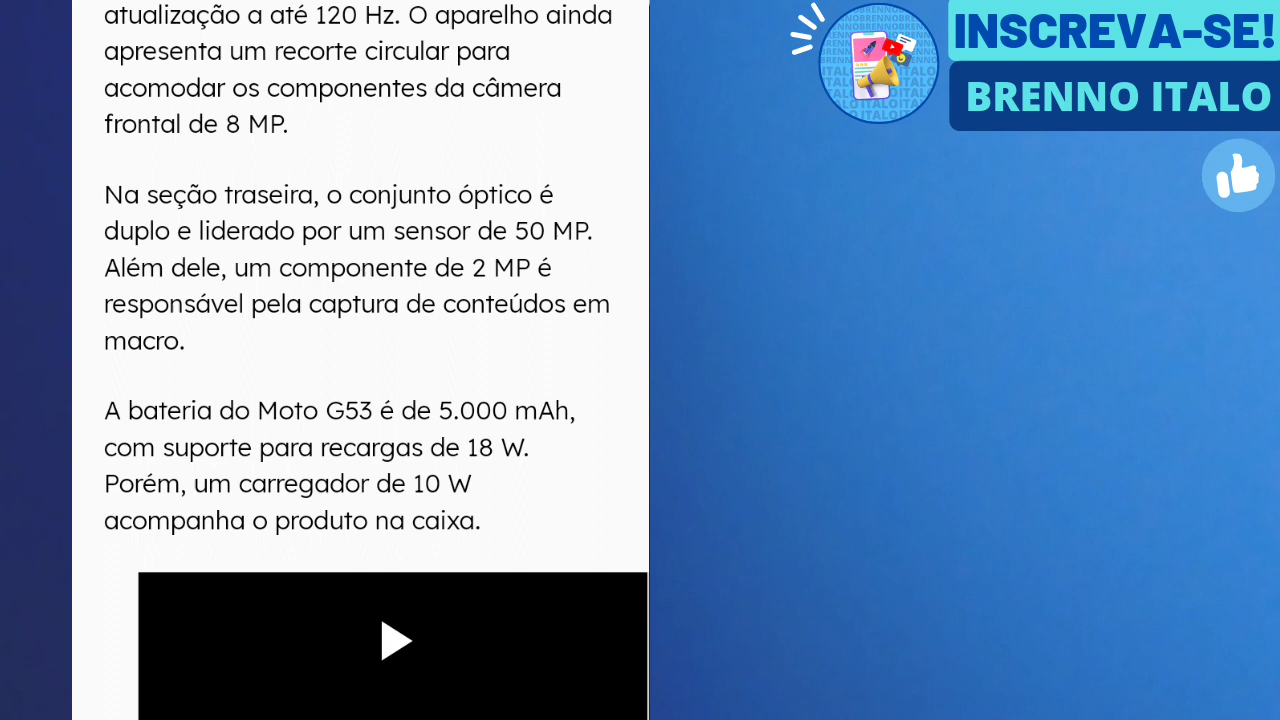 atualização a até 120 Hz. O aparelho ainda
apresenta um recorte circular para
acomodar os componentes da câmera
frontal de 8 MP.
Na seção traseira, o conjunto óptico é
duplo e liderado por um sensor de 50 MP.
Além dele, um componente de 2 MP é
responsável pela captura de conteúdos em
macro.
A bateria do Moto G53 é de 5.000 mAh,
com suporte para recargas de 18 W.
Porém, um carregador de 10 W
acompanha o produto na caixa.
INSCREVA-SE!
BRENNO ITALO